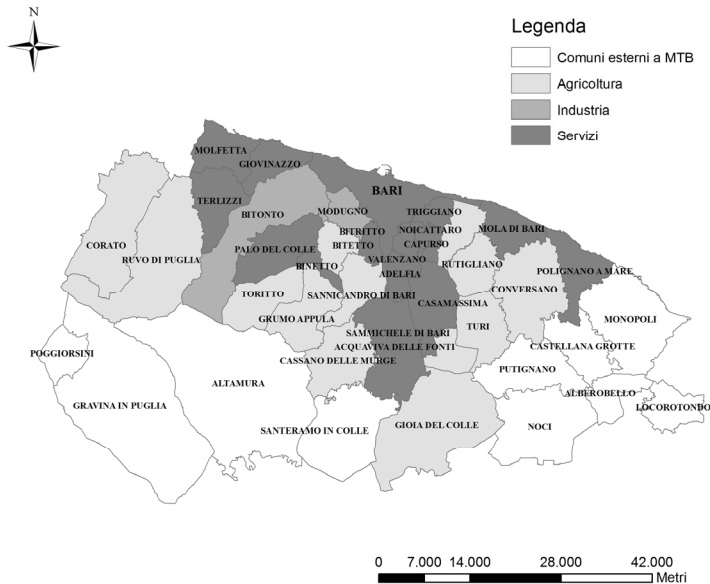 N
Legenda
Comuni esterni a MTB
Agricoltura
Industria
Servizi
MOLFETTA
GIOVINAZZO
BARI
TERLIZZI
BITONTO
MODUGNO
TRIGGIANO
MOLA DI BARI
CORATO
RUVO DI PUGLIA
PALO DEL COLLE
BITRITTO
BITETTO
NOICATTARO
CAPURSO
BINETTO
VALENZANO
ADELFIA
RUTIGLIANO
POLIGNANO A MARE
TORITTO
SANNICANDRO DI BARI
CASAMASSIMA
CONVERSANO
GRUMO APPULA
SAMMICHELE DI BARI
TURI
MONOPOLI
POGGIORSINI
CASSANO DELLE MURGE
ACQUAVIVA DELLE FONTI
CASTELLANA GROTTE
ALTAMURA
PUTIGNANO
GRAVINA IN PUGLIA
ALBEROBELLO
LOCOROTONDO
SANTERAMO IN COLLE
GIOIA DEL COLLE
NOCI
0 7.000 14.000 28.000 42.000
Metri